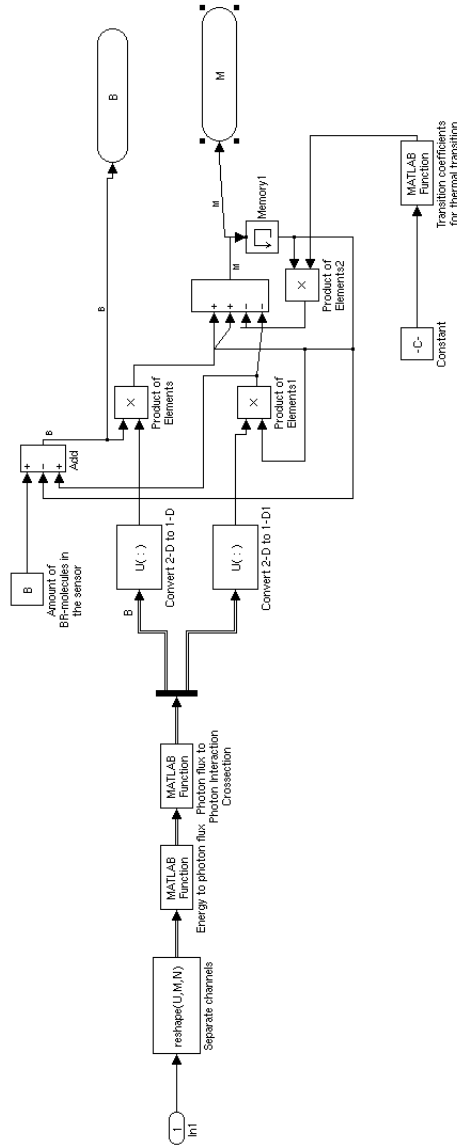 1
In1
reshape(U,M,N)
Separate channels
MATLAB
Function
Energy to photon flux
MATLAB
Function
Photon flux to
Photon Interaction
Crossection
B
U( : )
Convert 2-D to 1-D
U( : )
Convert 2-D to 1-D1
B
Amount of
BR-molecules in
the sensor
+
−
+
Add
B
×
Product of
Elements
×
Product of
Elements1
B
B
+
+
−
−
M
M
M
Memory1
×
Product of
Elements2
-C-
Constant
MATLAB
Function
Transition coefficients
for thermal transition